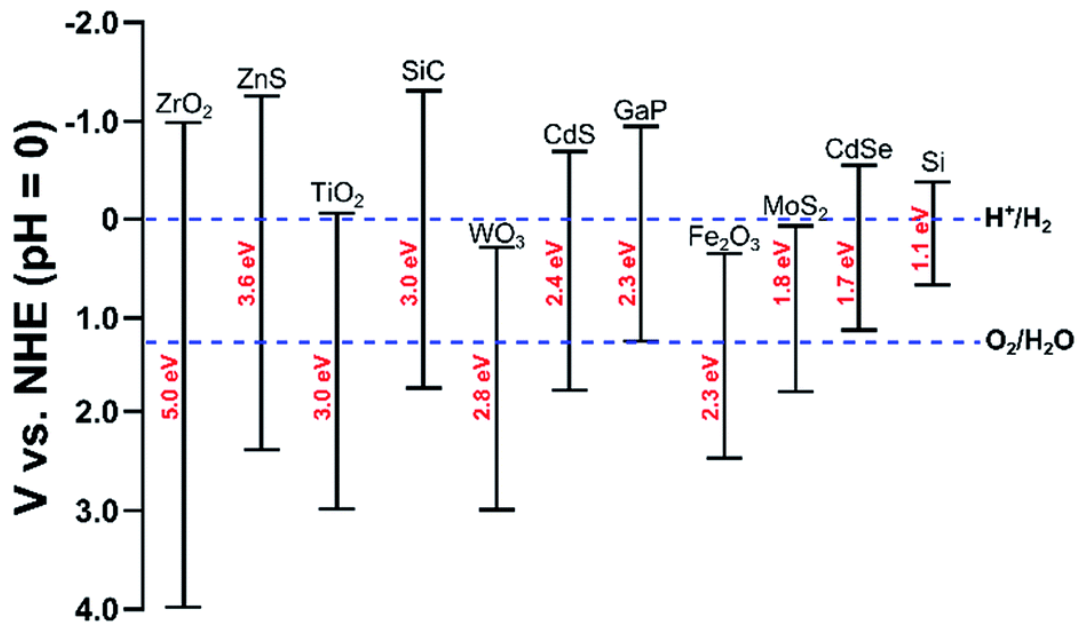 V vs. NHE (pH = 0)
-2.0
-1.0
0
1.0
2.0
3.0
4.0
ZrO₂
5.0 eV
ZnS
3.6 eV
TiO₂
3.0 eV
SiC
3.0 eV
WO₃
2.8 eV
CdS
2.4 eV
GaP
2.3 eV
Fe₂O₃
2.3 eV
MoS₂
1.8 eV
CdSe
1.7 eV
Si
1.1 eV
H⁺/H₂
O₂/H₂O